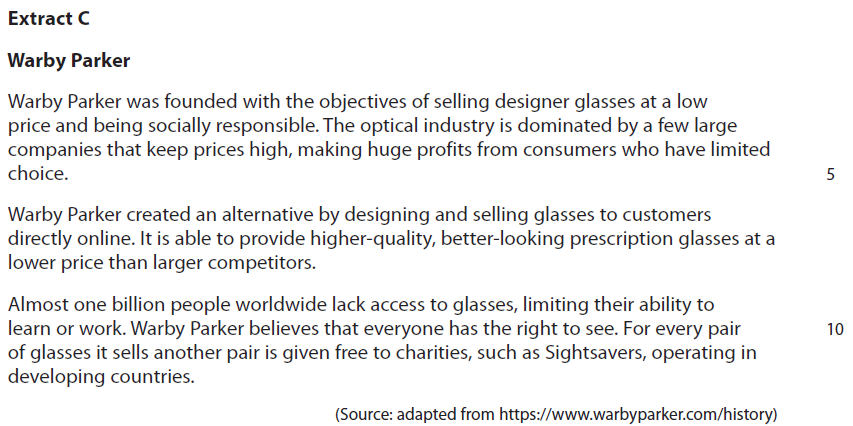 Extract C
Warby Parker
Warby Parker was founded with the objectives of selling designer glasses at a low
price and being socially responsible. The optical industry is dominated by a few large
companies that keep prices high, making huge profits from consumers who have limited
choice. 5
Warby Parker created an alternative by designing and selling glasses to customers
directly online. It is able to provide higher-quality, better-looking prescription glasses at a
lower price than larger competitors.
Almost one billion people worldwide lack access to glasses, limiting their ability to
learn or work. Warby Parker believes that everyone has the right to see. For every pair 10
of glasses it sells another pair is given free to charities, such as Sightsavers, operating in
developing countries.
(Source: adapted from https://www.warbyparker.com/history)